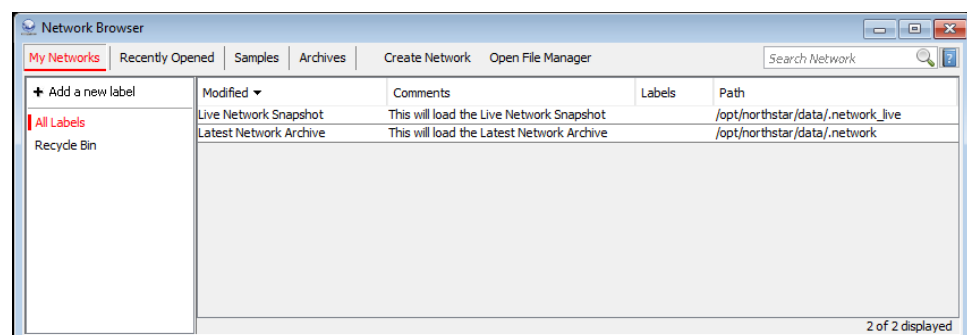 Network Browser
My Networks Recently Opened Samples Archives Create Network Open File Manager Search Network ?
+ Add a new label Modified Comments Labels Path
All Labels Live Network Snapshot This will load the Live Network Snapshot /opt/northstar/data/.network_live
Recycle Bin Latest Network Archive This will load the Latest Network Archive /opt/northstar/data/.network
2 of 2 displayed